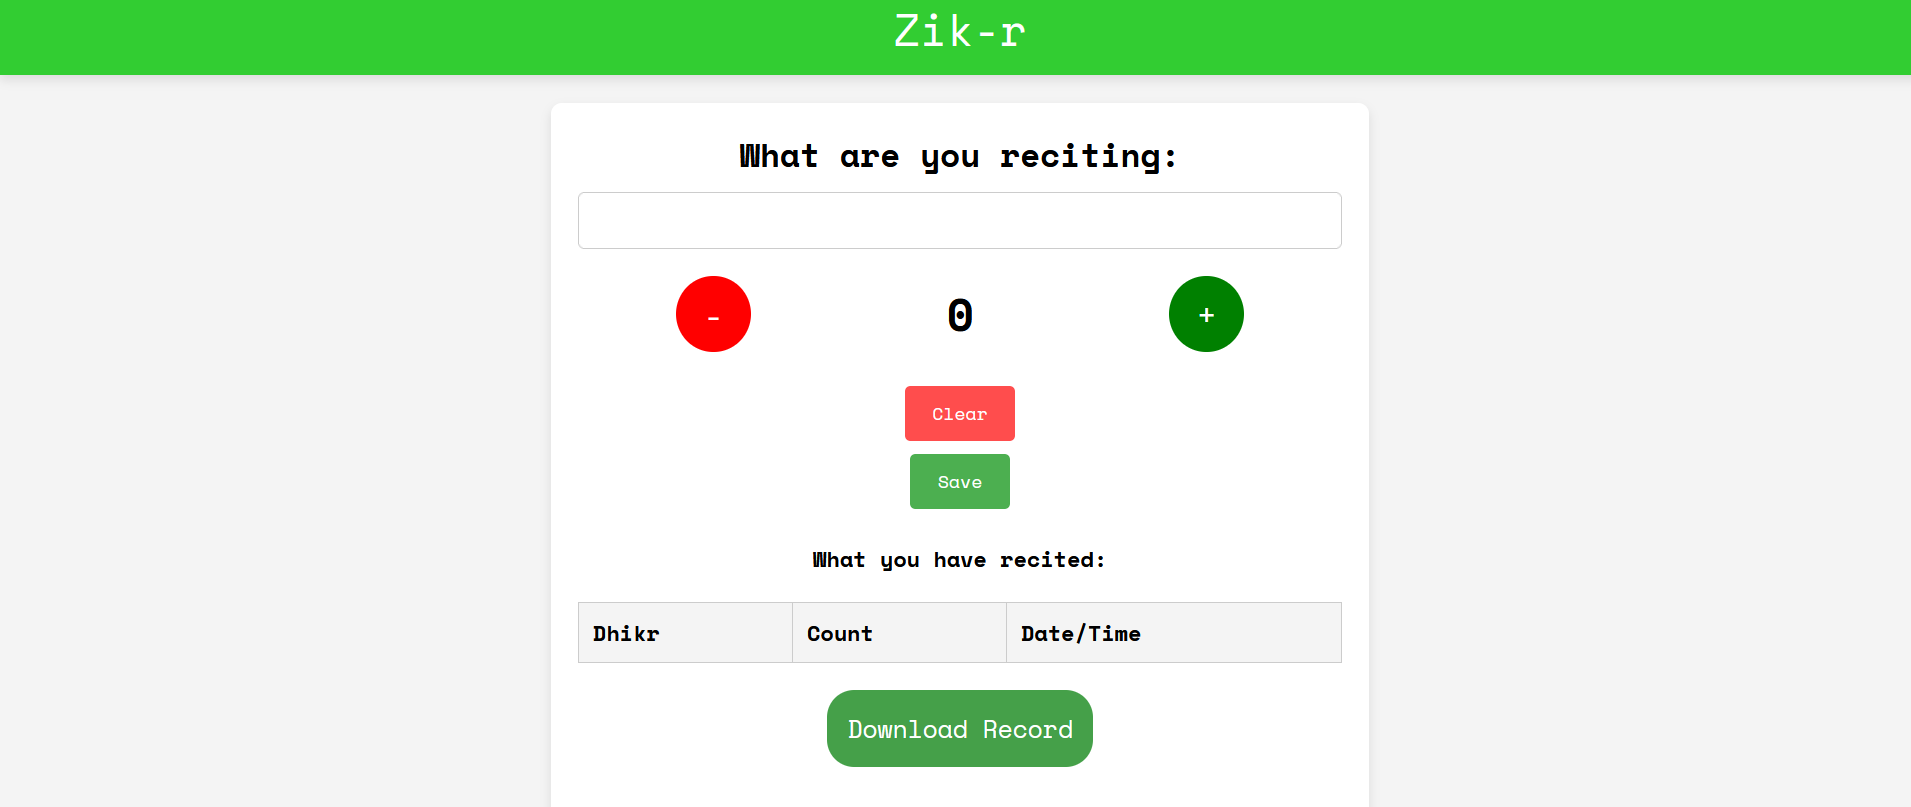 Zik-r
What are you reciting:
- 0 +
Clear
Save
What you have recited:
Dhikr Count Date/Time
Download Record